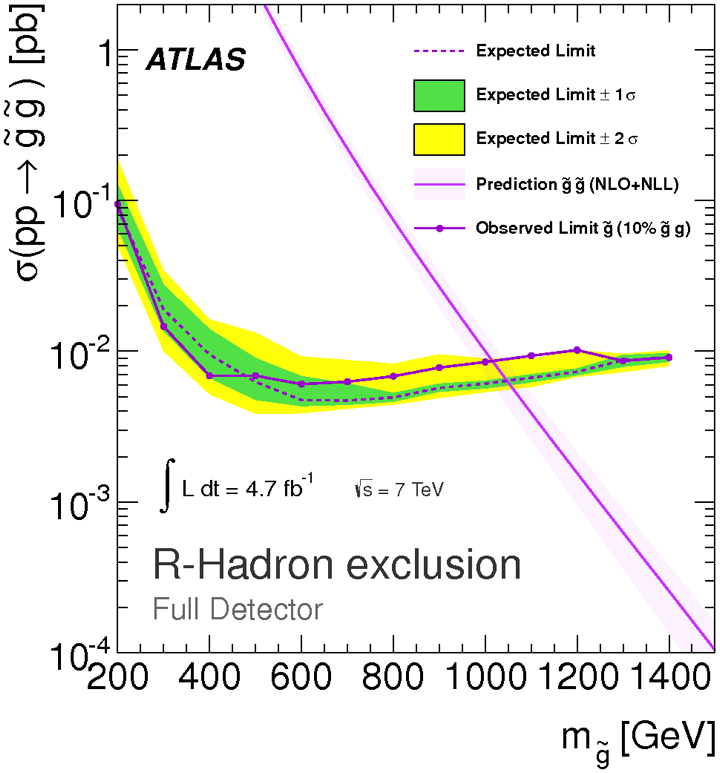 σ(pp → g̃ g̃) [pb]
1
10⁻¹
10⁻²
10⁻³
10⁻⁴
ATLAS
Expected Limit
Expected Limit ± 1 σ
Expected Limit ± 2 σ
Prediction g̃ g̃ (NLO+NLL)
Observed Limit g̃ (10% g̃ g)
∫ L dt = 4.7 fb⁻¹ √s = 7 TeV
R-Hadron exclusion
Full Detector
200 400 600 800 1000 1200 1400
m_g̃ [GeV]